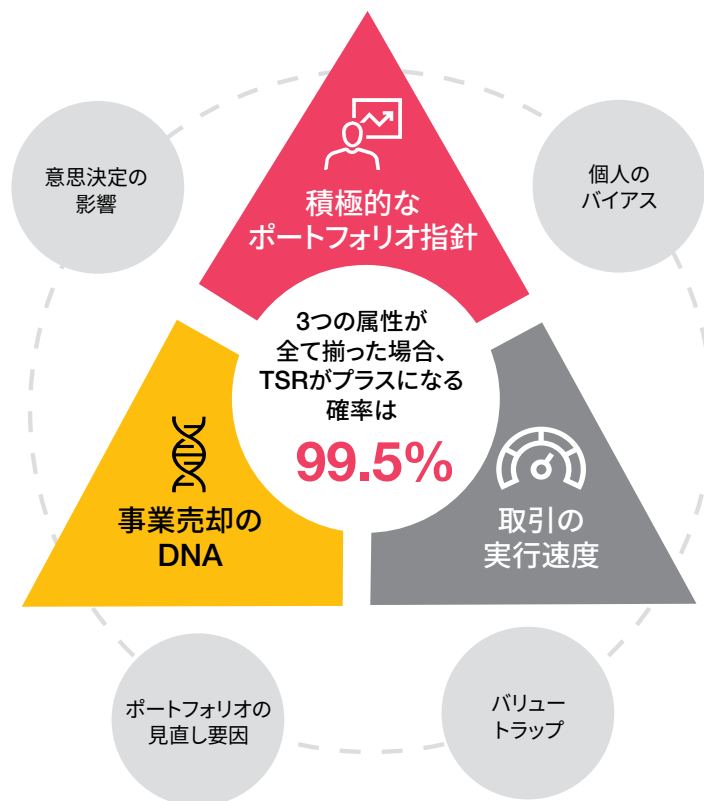 積極的な
ポートフォリオ指針
意思決定の
影響
個人の
バイアス
3つの属性が
全て揃った場合、
TSRがプラスになる
確率は
99.5%
事業売却の
DNA
取引の
実行速度
ポートフォリオの
見直し要因
バリュー
トラップ